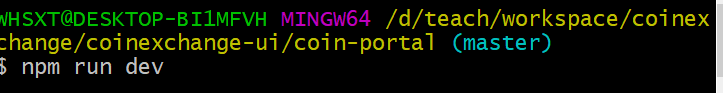 WHSXT@DESKTOP-BI1MFVH MINGW64 /d/teach/workspace/coinex
change/coinexchange-ui/coin-portal (master)
$ npm run dev